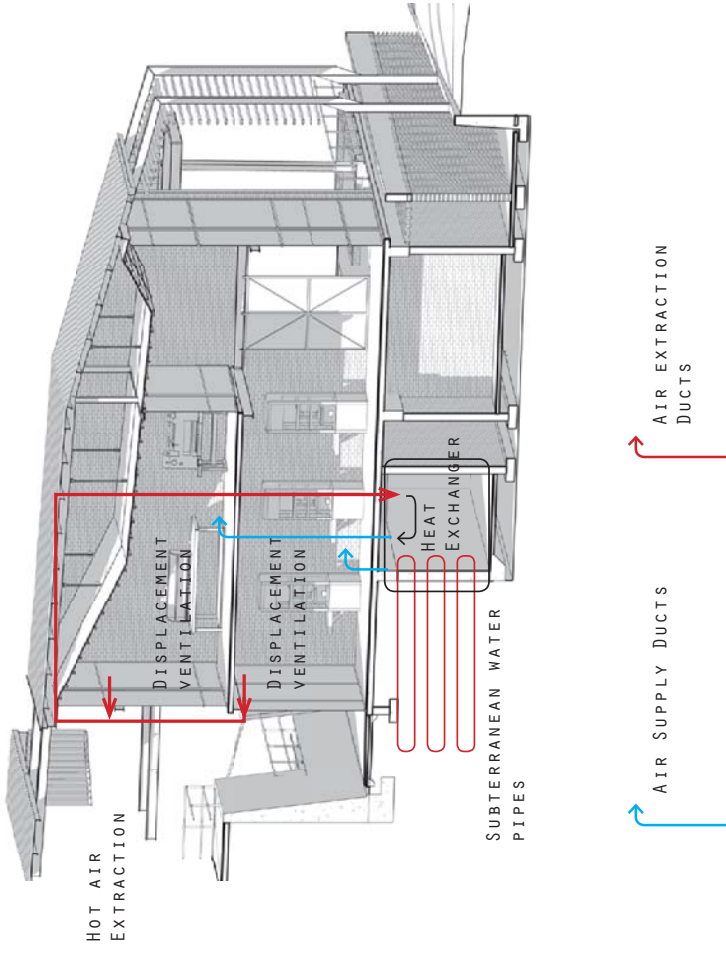 Hot air
extraction
Displacement
ventilation
Displacement
ventilation
Heat
Exchanger
Subterranean water
pipes
Air Supply Ducts
Air extraction
Ducts